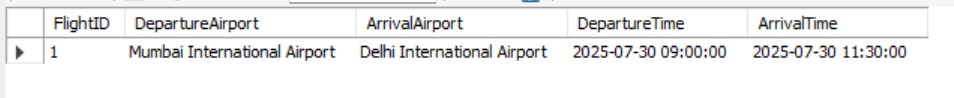 FlightID DepartureAirport ArrivalAirport DepartureTime ArrivalTime
1 Mumbai International Airport Delhi International Airport 2025-07-30 09:00:00 2025-07-30 11:30:00